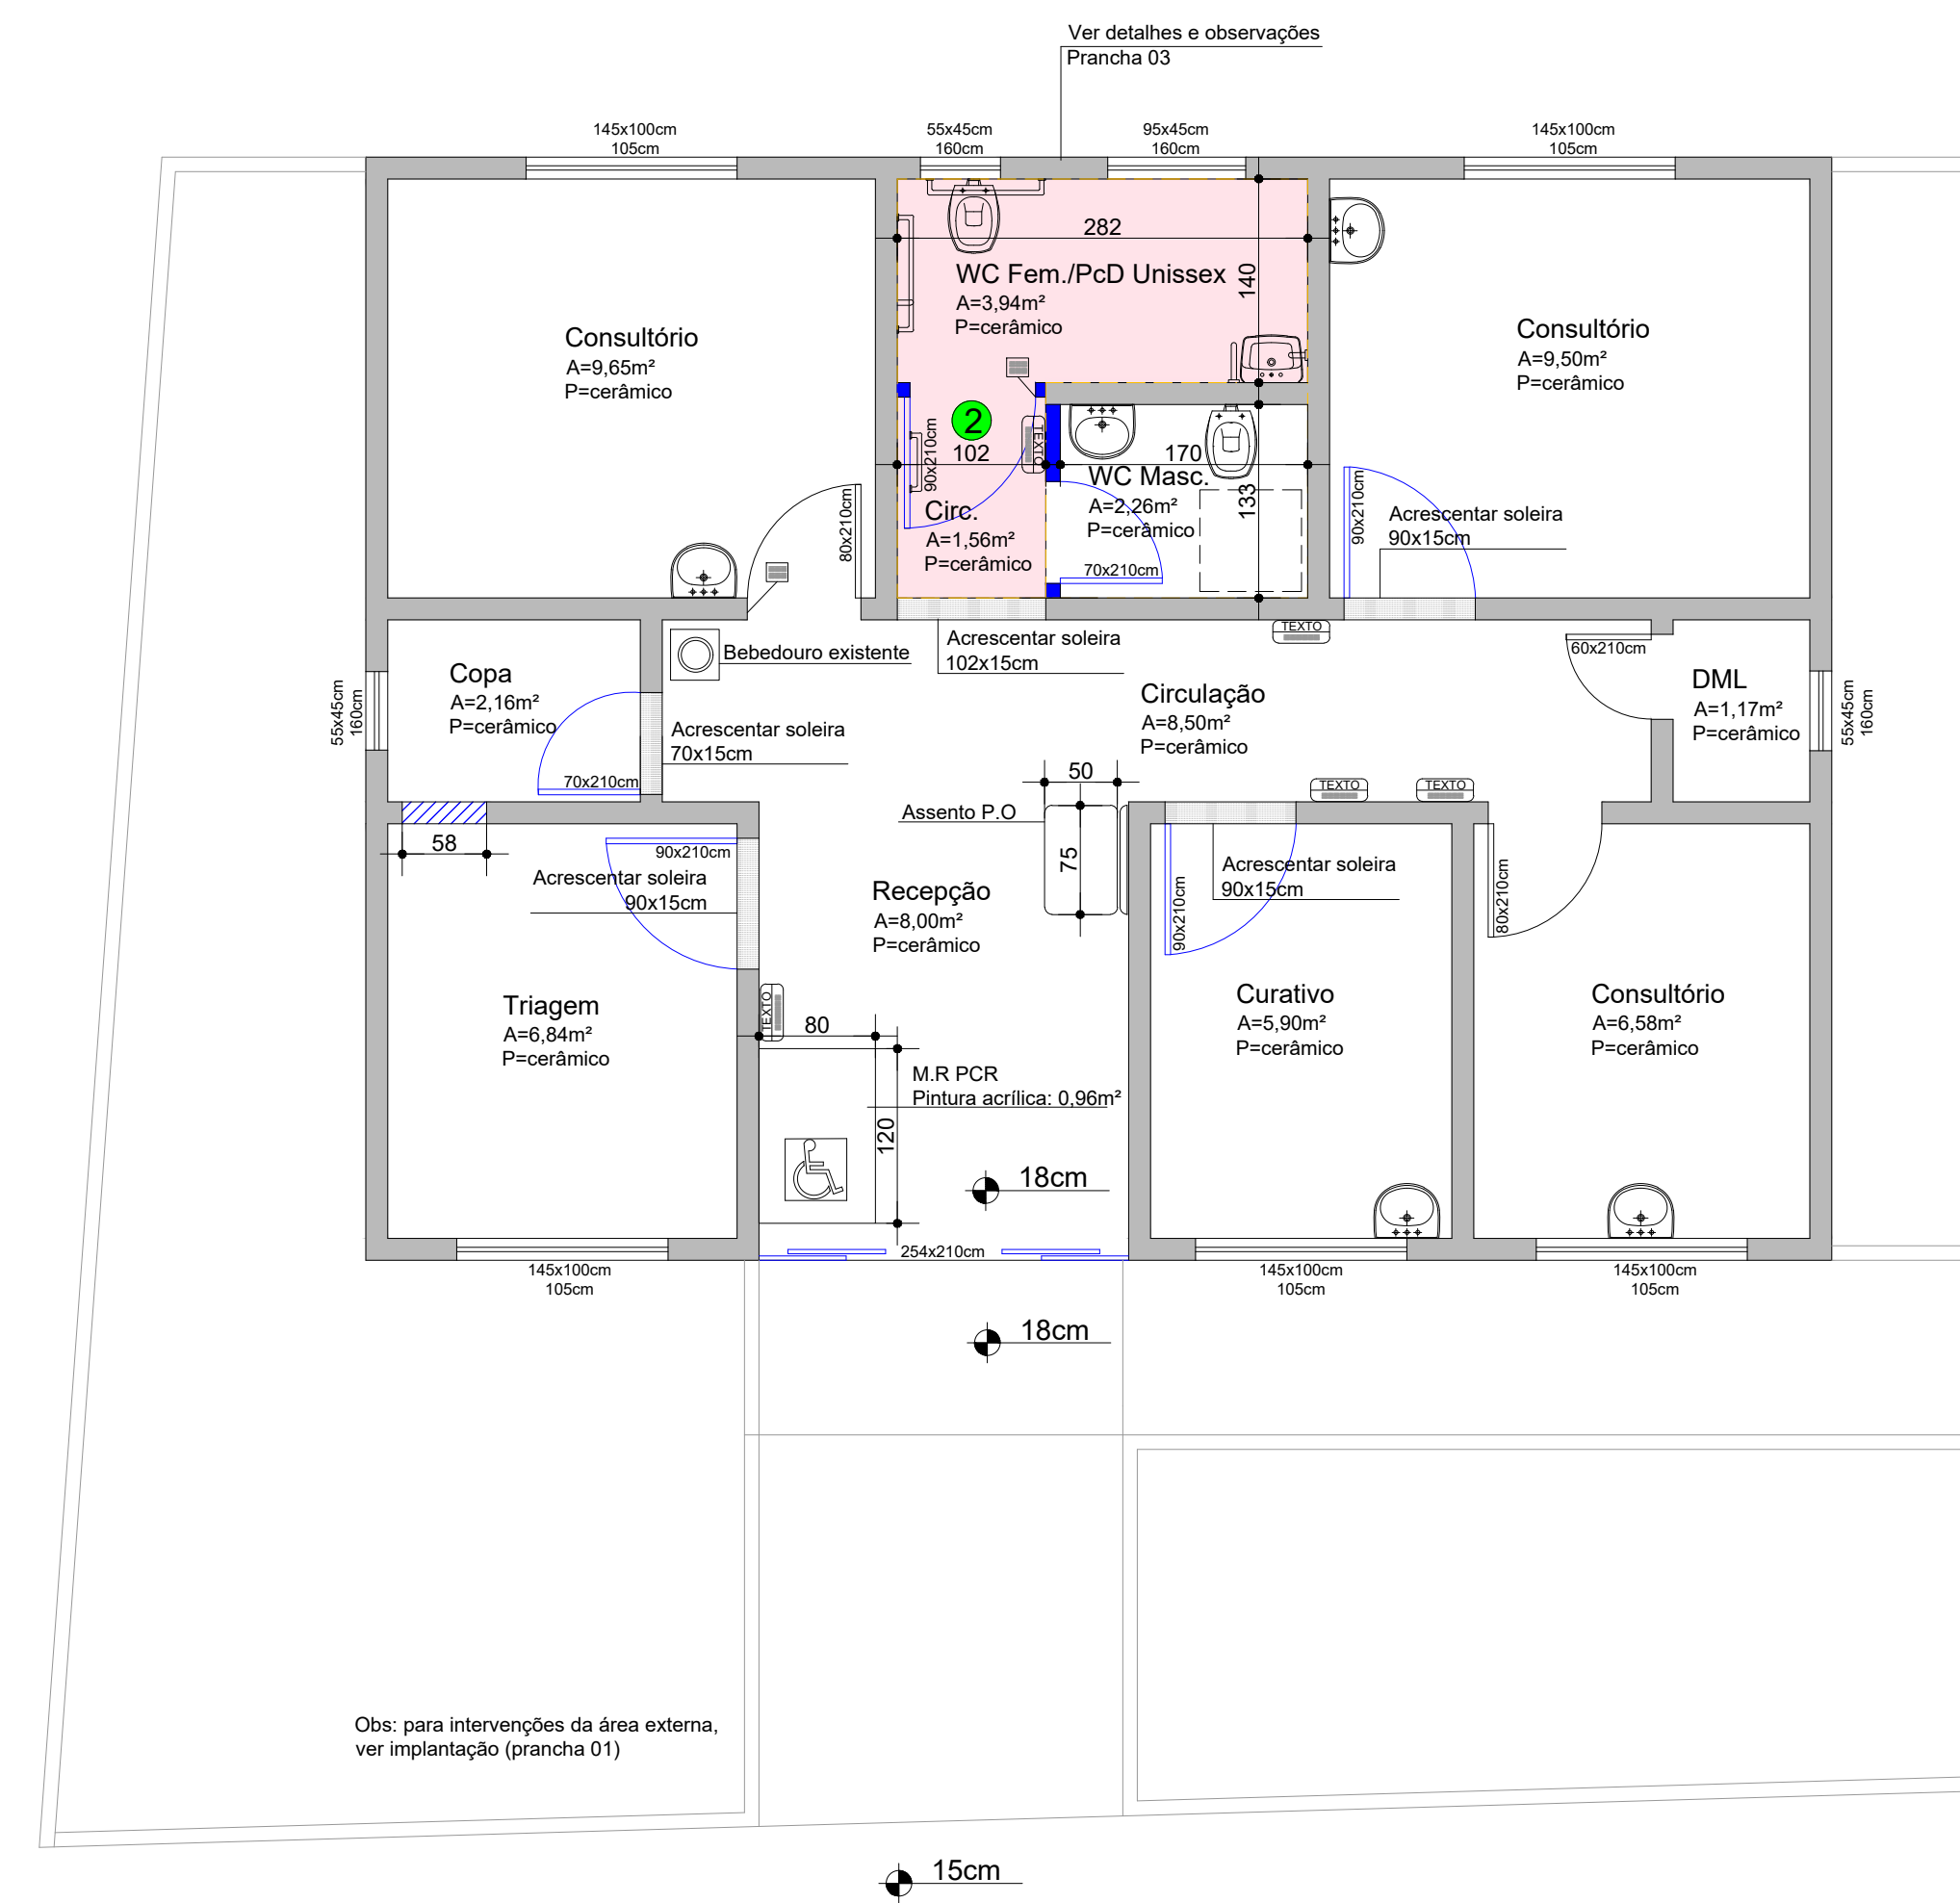 Ver detalhes e observações
Prancha 03
145x100cm
105cm
55x45cm
160cm
95x45cm
160cm
145x100cm
105cm
282
140
WC Fem./PcD Unissex
A=3,94m²
P=cerâmico
Consultório
A=9,65m²
P=cerâmico
Consultório
A=9,50m²
P=cerâmico
2
90x210cm
TEXTO
102
170
WC Masc.
A=2,26m²
P=cerâmico
133
70x210cm
Circ.
A=1,56m²
P=cerâmico
80x210cm
90x210cm
Acrescentar soleira
90x15cm
TEXTO
Bebedouro existente
Acrescentar soleira
102x15cm
60x210cm
Copa
A=2,16m²
P=cerâmico
55x45cm
160cm
70x210cm
Acrescentar soleira
70x15cm
Circulação
A=8,50m²
P=cerâmico
DML
A=1,17m²
P=cerâmico
55x45cm
160cm
50
75
Assento P.O
TEXTO
TEXTO
58
90x210cm
Acrescentar soleira
90x15cm
Recepção
A=8,00m²
P=cerâmico
Acrescentar soleira
90x15cm
90x210cm
80x210cm
Triagem
A=6,84m²
P=cerâmico
TEXTO
80
Curativo
A=5,90m²
P=cerâmico
Consultório
A=6,58m²
P=cerâmico
M.R PCR
Pintura acrílica: 0,96m²
120
18cm
254x210cm
145x100cm
105cm
145x100cm
105cm
145x100cm
105cm
18cm
Obs: para intervenções da área externa,
ver implantação (prancha 01)
15cm